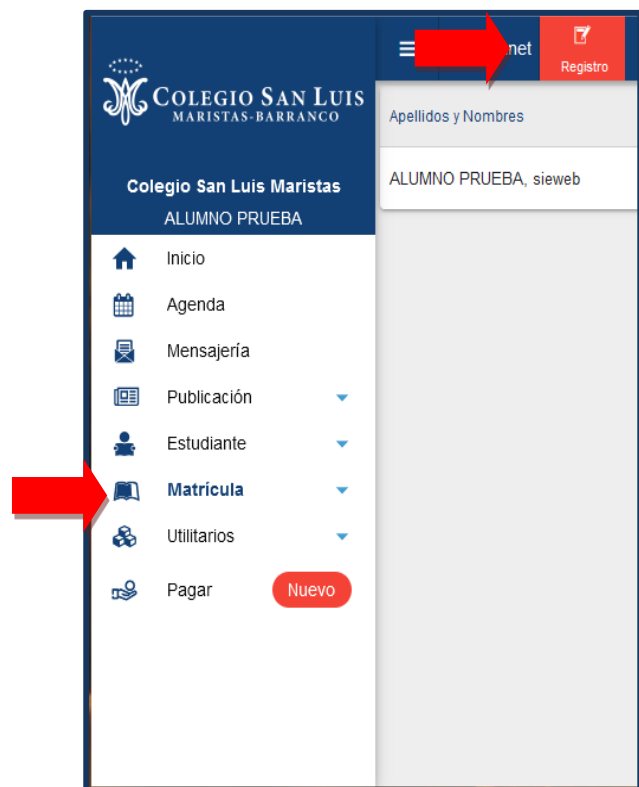 COLEGIO SAN LUIS
MARISTAS-BARRANCO
Colegio San Luis Maristas
ALUMNO PRUEBA
Inicio
Agenda
Mensajería
Publicación
Estudiante
Matrícula
Utilitarios
Pagar
Nuevo
net
Registro
Apellidos y Nombres
ALUMNO PRUEBA, sieweb